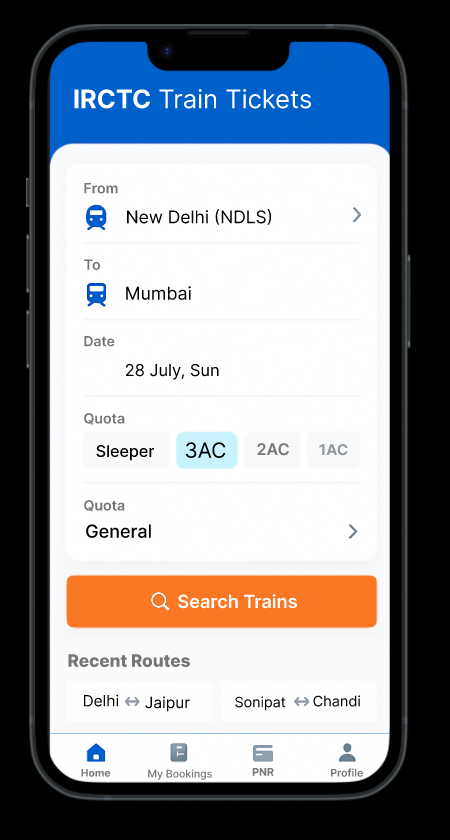 IRCTC Train Tickets
From
New Delhi (NDLS)
To
Mumbai
Date
28 July, Sun
Quota
Sleeper 3AC 2AC 1AC
Quota
General
Search Trains
Recent Routes
Delhi ↔ Jaipur Sonipat ↔ Chandi
Home My Bookings PNR Profile